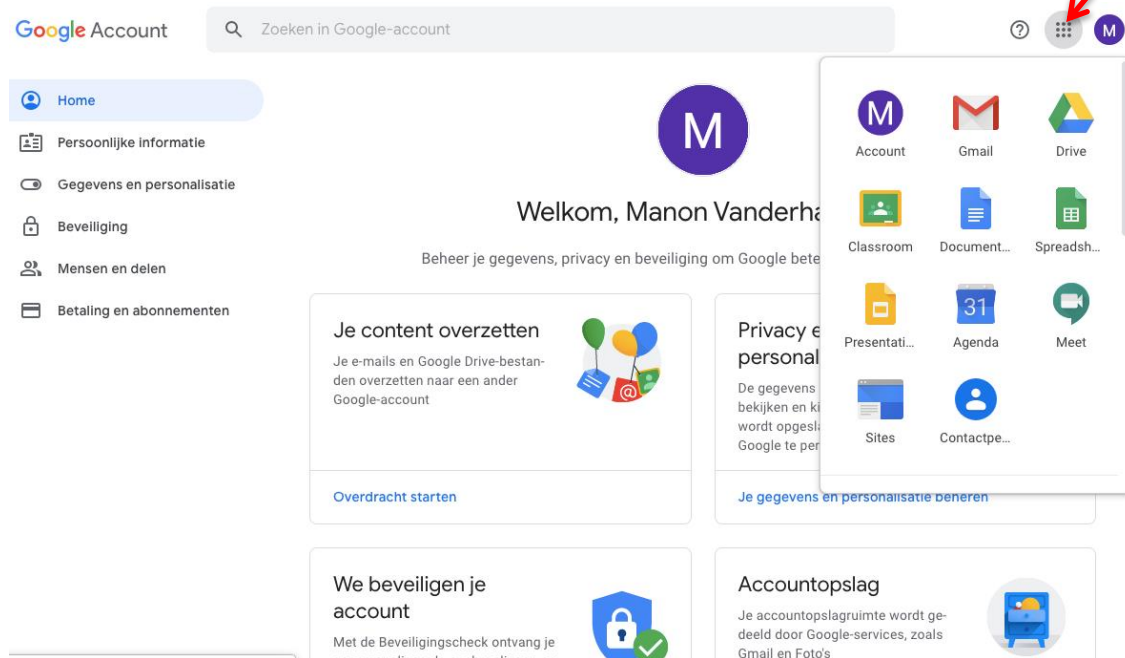 Google Account
Zoeken in Google-account
M
Home
Persoonlijke informatie
Gegevens en personalisatie
Beveiliging
Mensen en delen
Betaling en abonnementen
M
Welkom, Manon Vanderha
Beheer je gegevens, privacy en beveiliging om Google bete
Je content overzetten
Je e-mails en Google Drive-bestan-
den overzetten naar een ander
Google-account
@
Overdracht starten
Privacy e
personal
De gegevens
bekijken en ki
wordt opgesla
Google te per
Je gegevens en personalisatie beheren
We beveiligen je
account
Met de Beveiligingscheck ontvang je
Accountopslag
Je accountopslagruimte wordt ge-
deeld door Google-services, zoals
Gmail en Foto's
M
Account
Gmail
Drive
Classroom
Document...
Spreadsh...
Presentati...
31
Agenda
Meet
Sites
Contactpe...